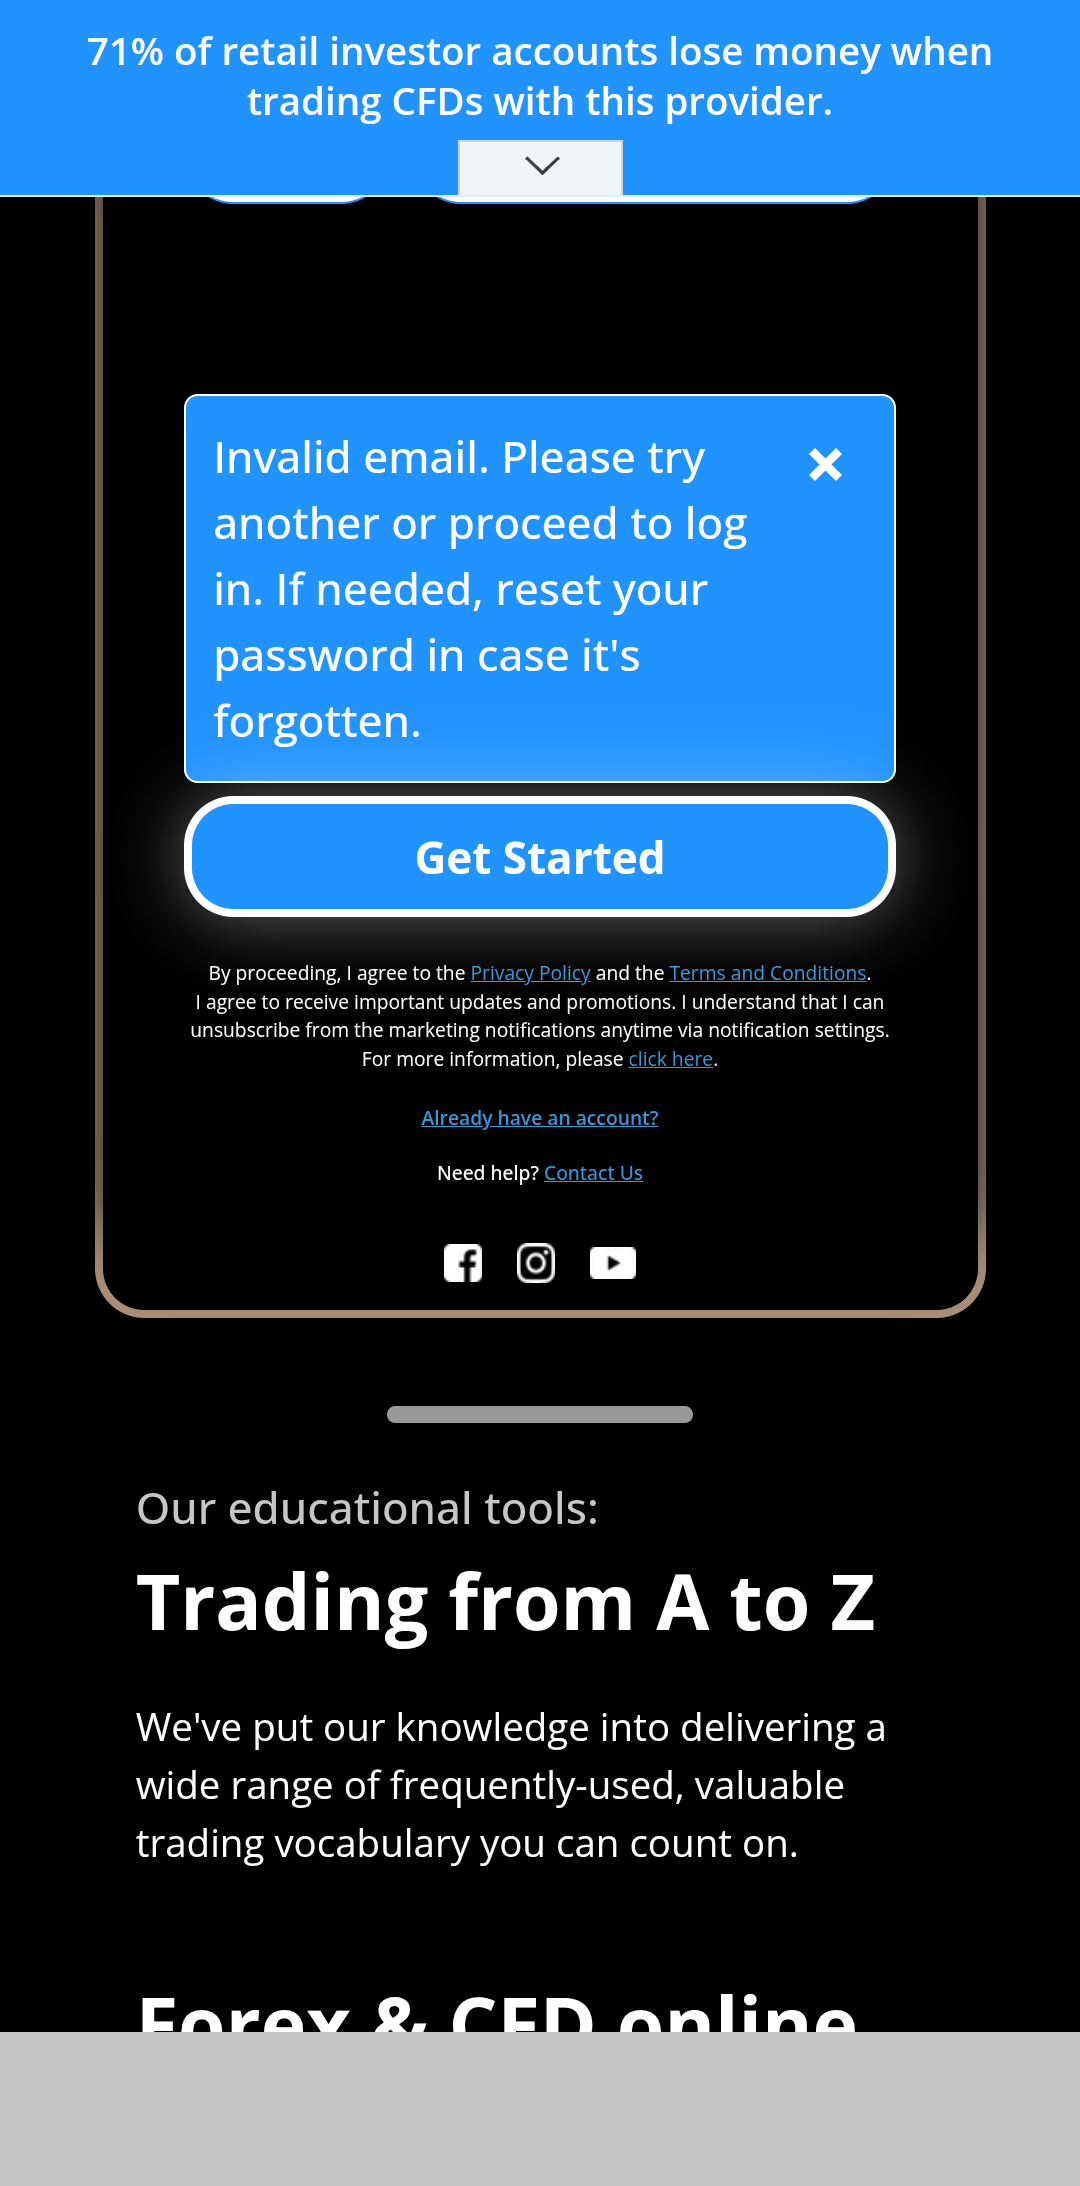 71% of retail investor accounts lose money when
trading CFDs with this provider.
Invalid email. Please try
another or proceed to log
in. If needed, reset your
password in case it's
forgotten.
Get Started
By proceeding, I agree to the Privacy Policy and the Terms and Conditions.
I agree to receive important updates and promotions. I understand that I can
unsubscribe from the marketing notifications anytime via notification settings.
For more information, please click here.
Already have an account?
Need help? Contact Us
Our educational tools:
Trading from A to Z
We've put our knowledge into delivering a
wide range of frequently-used, valuable
trading vocabulary you can count on.
Forex & CFD online